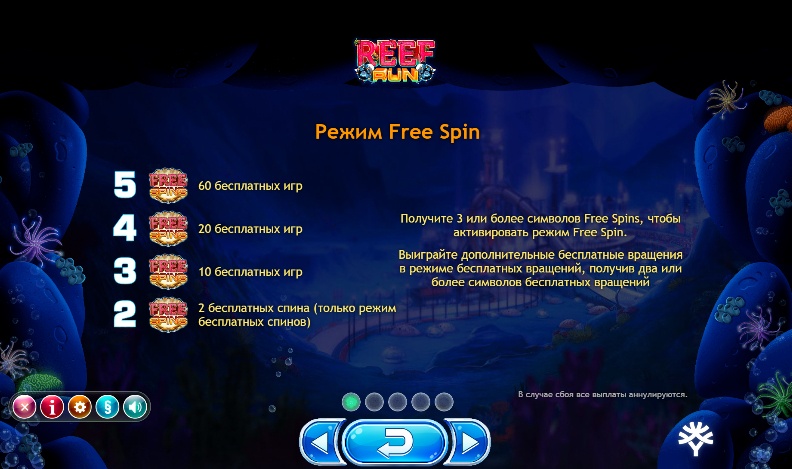 REEF
RUN
Режим Free Spin
5 FREE SPINS 60 бесплатных игр
4 FREE SPINS 20 бесплатных игр
3 FREE SPINS 10 бесплатных игр
2 FREE SPINS 2 бесплатных спина (только режим
бесплатных спинов)
Получите 3 или более символов Free Spins, чтобы
активировать режим Free Spin.
Выиграйте дополнительные бесплатные вращения
в режиме бесплатных вращений, получив два или
более символов бесплатных вращений
В случае сбоя все выплаты аннулируются.
× i §